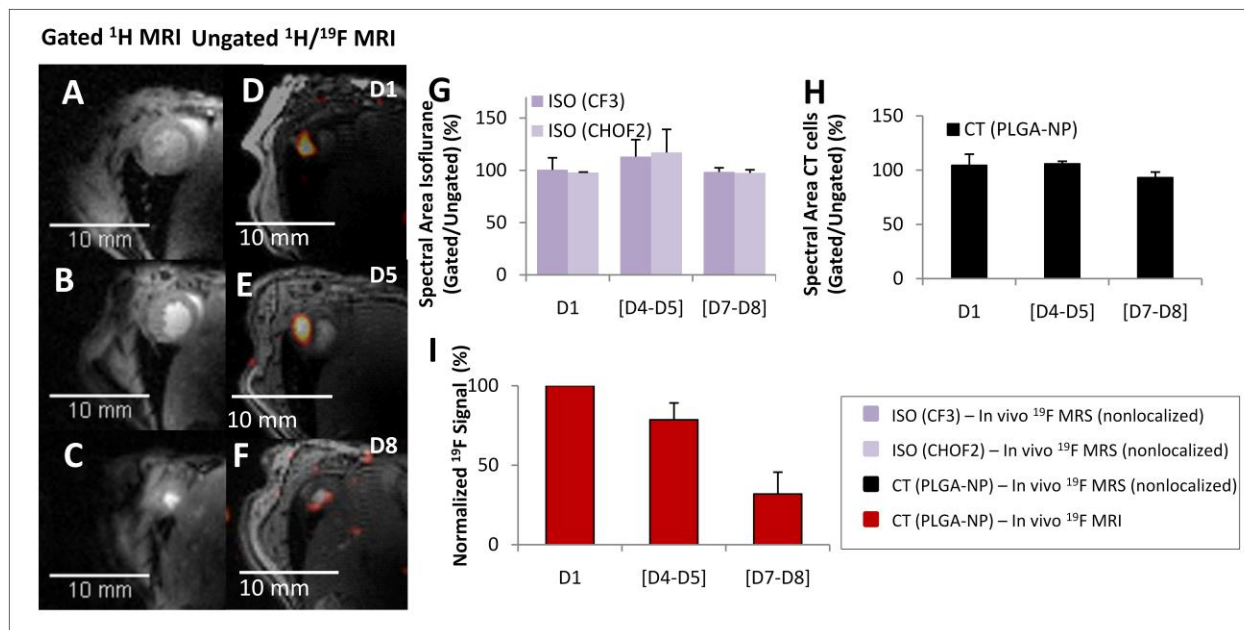 Gated ¹H MRI Ungated ¹H/¹⁹F MRI
A
10 mm
D
D1
10 mm
B
10 mm
E
D5
10 mm
C
10 mm
F
D8
10 mm
G
Spectral Area Isoflurane
(Gated/Ungated) (%)
ISO (CF3)
ISO (CHOF2)
150
100
50
0
D1 [D4-D5] [D7-D8]
H
Spectral Area CT cells
(Gated/Ungated) (%)
CT (PLGA-NP)
150
100
50
0
D1 [D4-D5] [D7-D8]
I
Normalized ¹⁹F Signal (%)
100
50
0
D1 [D4-D5] [D7-D8]
ISO (CF3) – In vivo ¹⁹F MRS (nonlocalized)
ISO (CHOF2) – In vivo ¹⁹F MRS (nonlocalized)
CT (PLGA-NP) – In vivo ¹⁹F MRS (nonlocalized)
CT (PLGA-NP) – In vivo ¹⁹F MRI